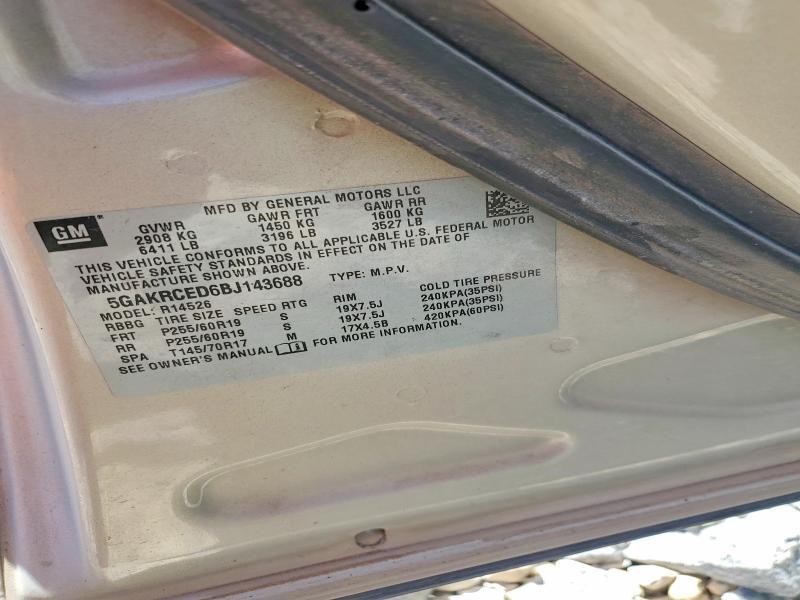 GM
MFD BY GENERAL MOTORS LLC
GVWR GAWR FRT GAWR RR
2908 KG 1450 KG 1600 KG
6411 LB 3196 LB 3527 LB
THIS VEHICLE CONFORMS TO ALL APPLICABLE U.S. FEDERAL MOTOR
VEHICLE SAFETY STANDARDS IN EFFECT ON THE DATE OF
MANUFACTURE SHOWN ABOVE.
5GAKRCED6BJ143688 TYPE: M.P.V.
MODEL: R14526
RBBG TIRE SIZE SPEED RTG RIM COLD TIRE PRESSURE
FRT P255/60R19 S 19X7.5J 240KPA(35PSI)
RR P255/60R19 S 19X7.5J 240KPA(35PSI)
SPA T145/70R17 M 17X4.5B 420KPA(60PSI)
SEE OWNER'S MANUAL FOR MORE INFORMATION.